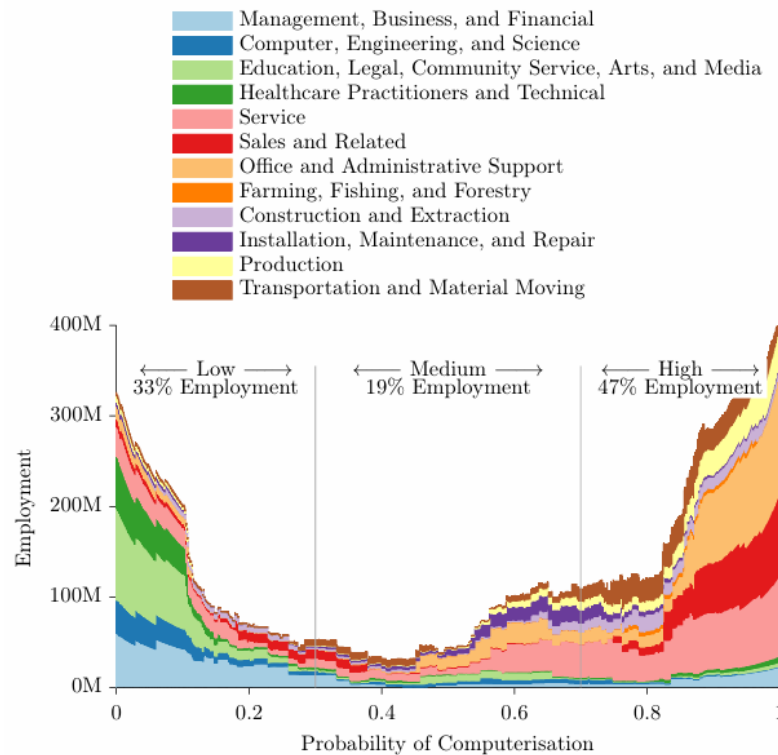 Management, Business, and Financial
Computer, Engineering, and Science
Education, Legal, Community Service, Arts, and Media
Healthcare Practitioners and Technical
Service
Sales and Related
Office and Administrative Support
Farming, Fishing, and Forestry
Construction and Extraction
Installation, Maintenance, and Repair
Production
Transportation and Material Moving
400M
← Low →
← Medium →
← High →
33% Employment
19% Employment
47% Employment
300M
200M
100M
0M
Employment
0
0.2
0.4
0.6
0.8
1
Probability of Computerisation